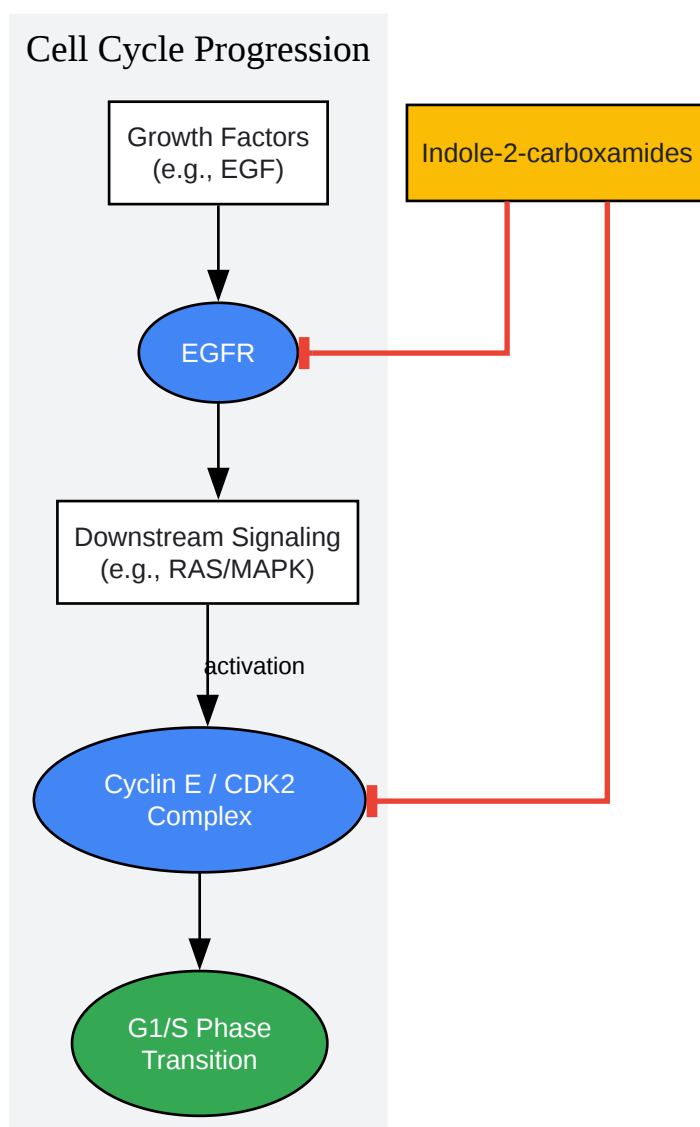 Cell Cycle Progression
Growth Factors
(e.g., EGF)
Indole-2-carboxamides
EGFR
Downstream Signaling
(e.g., RAS/MAPK)
activation
Cyclin E / CDK2
Complex
G1/S Phase
Transition